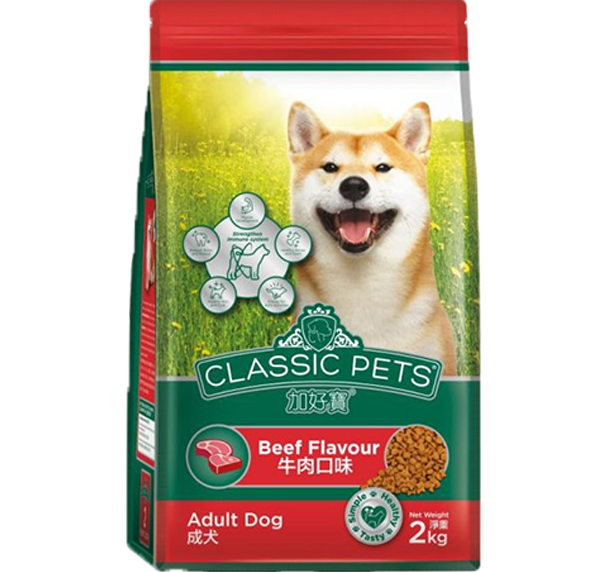 Strengthen
immune system
CLASSIC PETS®
加好寶®
Beef Flavour
牛肉口味
Adult Dog
成犬
Simple Healthy
Tasty
Net Weight
淨重
2kg